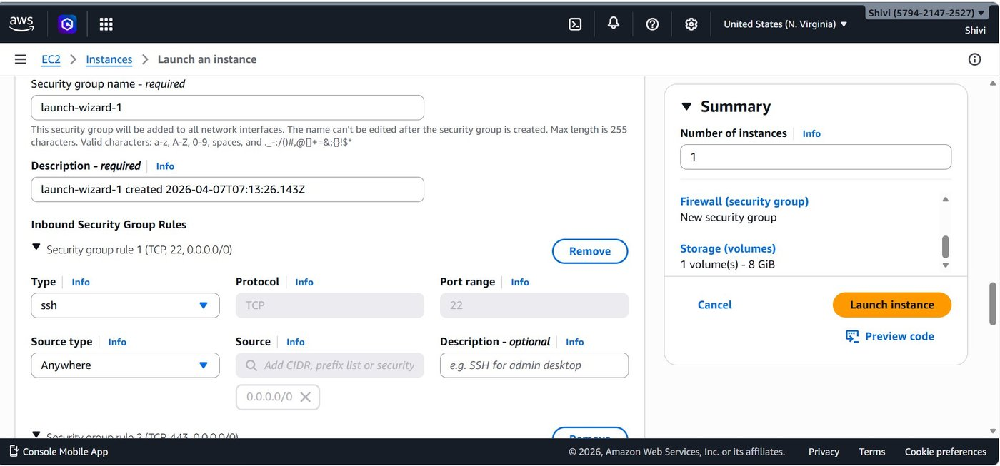 aws
United States (N. Virginia) ▼
Shivi (5794-2147-2527) ▼
Shivi
EC2 > Instances > Launch an instance
Security group name - required
launch-wizard-1
This security group will be added to all network interfaces. The name can't be edited after the security group is created. Max length is 255
characters. Valid characters: a-z, A-Z, 0-9, spaces, and ._-:/()#,@[]+=&;{}!$*
Description - required Info
launch-wizard-1 created 2026-04-07T07:13:26.143Z
Inbound Security Group Rules
Security group rule 1 (TCP, 22, 0.0.0.0/0)
Remove
Type Info
Protocol Info
Port range Info
ssh
TCP
22
Source type Info
Source Info
Description - optional Info
Anywhere
Add CIDR, prefix list or security
e.g. SSH for admin desktop
0.0.0.0/0
Security group rule 2 (TCP, 443, 0.0.0.0/0)
Remove
Summary
Number of instances Info
1
Firewall (security group)
New security group
Storage (volumes)
1 volume(s) - 8 GiB
Cancel
Launch instance
Preview code
Console Mobile App
© 2026, Amazon Web Services, Inc. or its affiliates.
Privacy
Terms
Cookie preferences